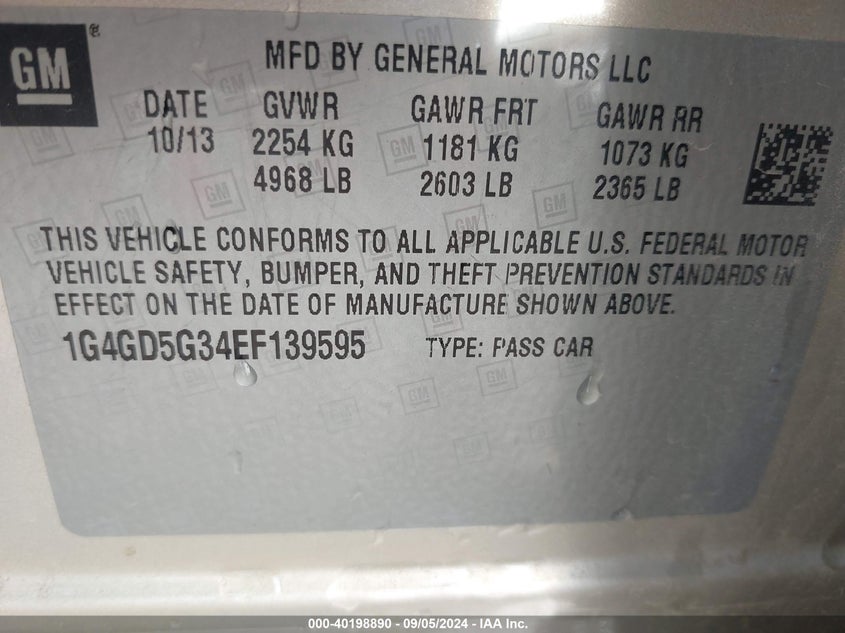 GM®
MFD BY GENERAL MOTORS LLC
DATE GVWR GAWR FRT GAWR RR
10/13 2254 KG 1181 KG 1073 KG
4968 LB 2603 LB 2365 LB
THIS VEHICLE CONFORMS TO ALL APPLICABLE U.S. FEDERAL MOTOR
VEHICLE SAFETY, BUMPER, AND THEFT PREVENTION STANDARDS IN
EFFECT ON THE DATE OF MANUFACTURE SHOWN ABOVE.
1G4GD5G34EF139595 TYPE: PASS CAR
000-40198890 - 09/05/2024 - IAA Inc.